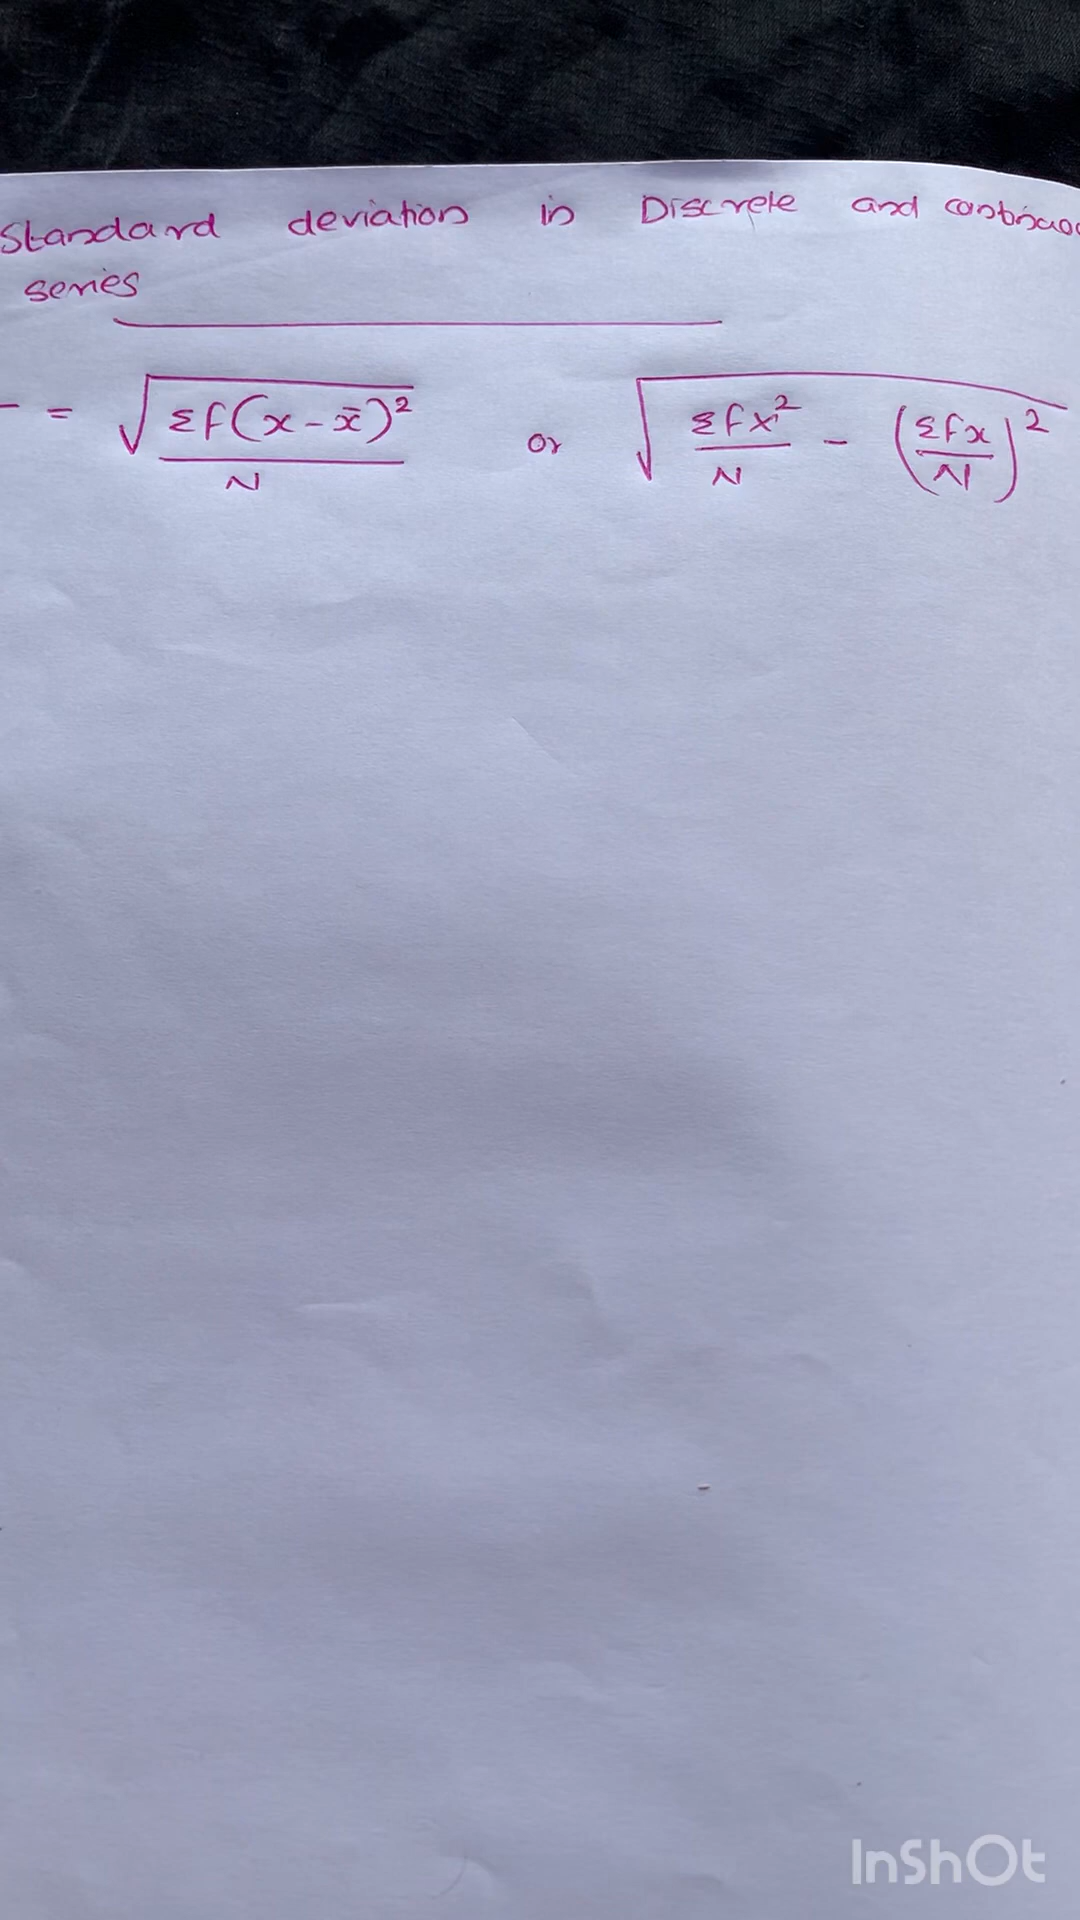 Standard deviation in Discrete and
series
= √(Σf(x-x̄)²/N) or √(Σfx²/N - (Σfx/N)²)
InShOt